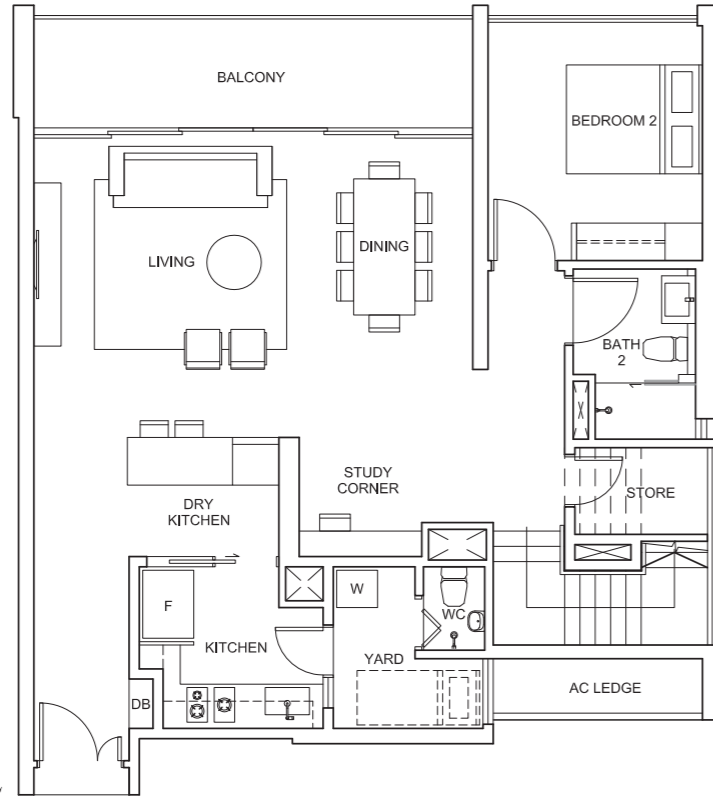 BALCONY
BEDROOM 2
LIVING
DINING
BATH
2
STUDY
CORNER
STORE
DRY
KITCHEN
F
W
WC
KITCHEN
YARD
DB
AC LEDGE